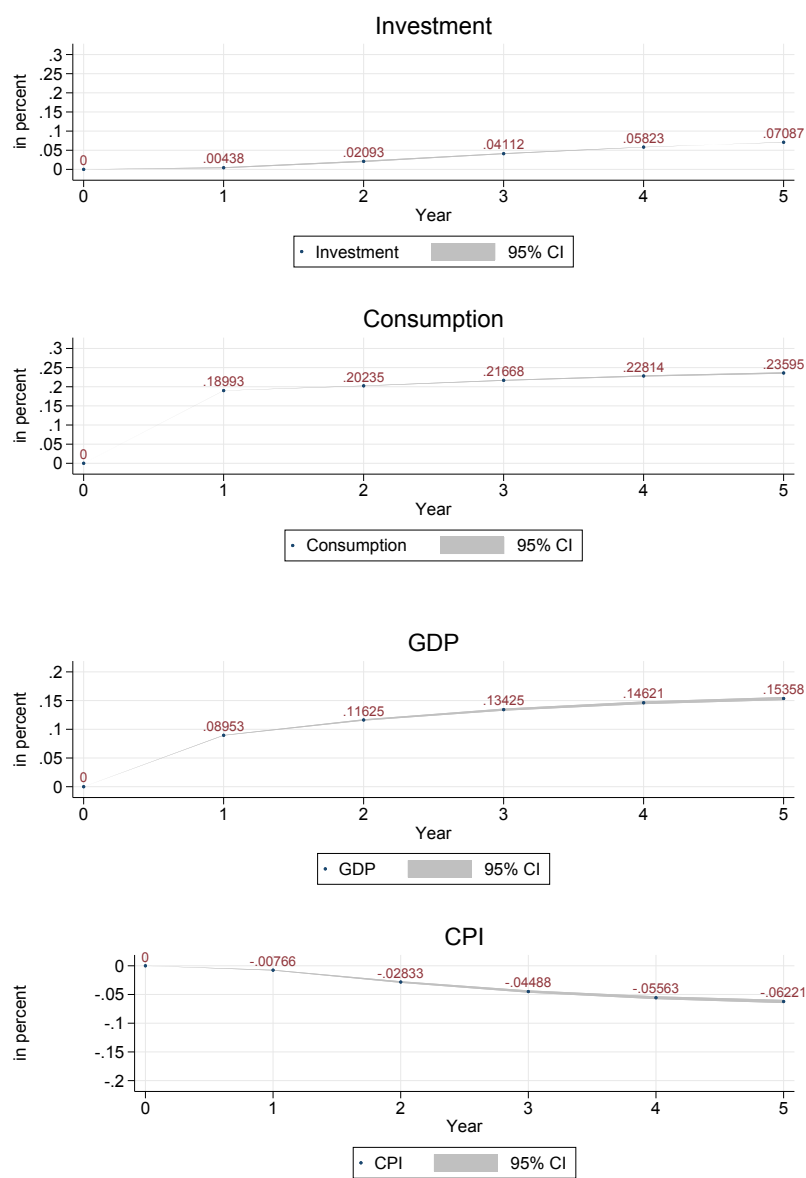 Investment
in percent
.3
.25
.2
.15
.1
.05
0
0
.00438
.02093
.04112
.05823
.07087
0 1 2 3 4 5
Year
Investment 95% CI
Consumption
in percent
.3
.25
.2
.15
.1
.05
0
0
.18993
.20235
.21668
.22814
.23595
0 1 2 3 4 5
Year
Consumption 95% CI
GDP
in percent
.2
.15
.1
.05
0
0
.08953
.11625
.13425
.14621
.15358
0 1 2 3 4 5
Year
GDP 95% CI
CPI
in percent
0
-.05
-.1
-.15
-.2
0
-.00766
-.02833
-.04488
-.05563
-.06221
0 1 2 3 4 5
Year
CPI 95% CI